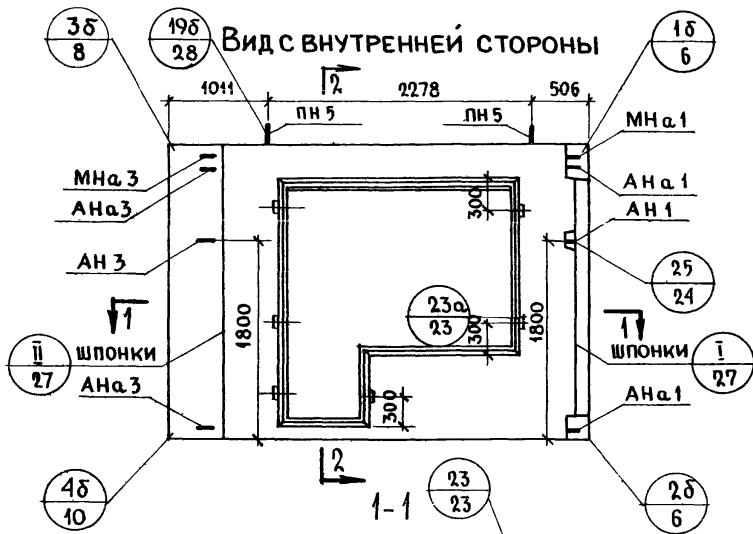 3б
8
19б
28
ВИД С ВНУТРЕННЕЙ СТОРОНЫ
1б
6
2
1011
2278
506
ПН 5
ПН 5
МНа 1
МНа 3
АНа 1
АНа 3
300
АН 1
АН 3
25
24
23а
23
1
1800
300
1800
1
II
27
ШПОНКИ
ШПОНКИ
I
27
АНа 3
300
АНа 1
2
4б
10
1-1
23
23
2б
6